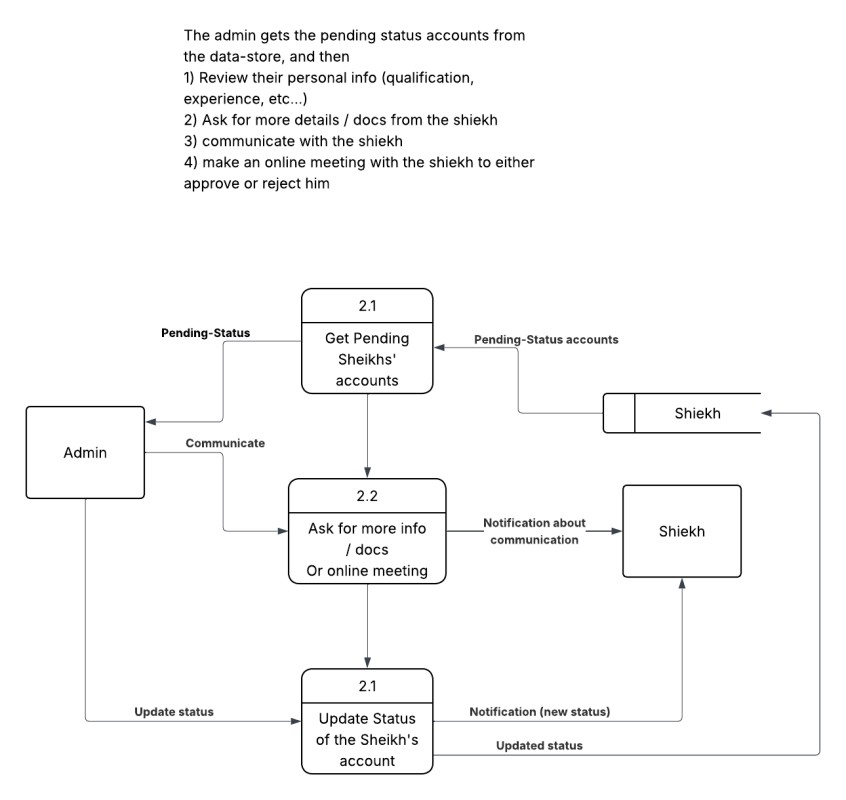 The admin gets the pending status accounts from
the data-store, and then
1) Review their personal info (qualification,
experience, etc...)
2) Ask for more details / docs from the shiekh
3) communicate with the shiekh
4) make an online meeting with the shiekh to either
approve or reject him
2.1
Pending-Status
Get Pending
Sheikhs'
accounts
Pending-Status accounts
Shiekh
Admin
Communicate
2.2
Ask for more info
/ docs
Or online meeting
Notification about
communication
Shiekh
2.1
Update status
Update Status
of the Sheikh's
account
Notification (new status)
Updated status